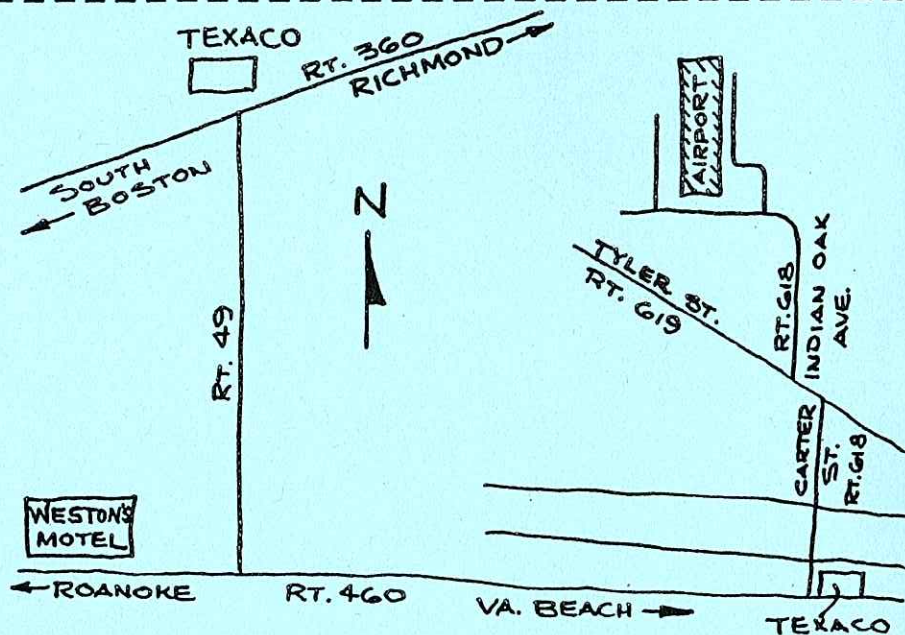 TEXACO
RT. 360
RICHMOND
SOUTH
BOSTON
AIRPORT
N
TYLER ST.
RT. 619
RT. 618
INDIAN OAK
AVE.
RT. 49
CARTER
ST.
RT. 618
WESTON'S
MOTEL
ROANOKE
RT. 460
VA. BEACH
TEXACO